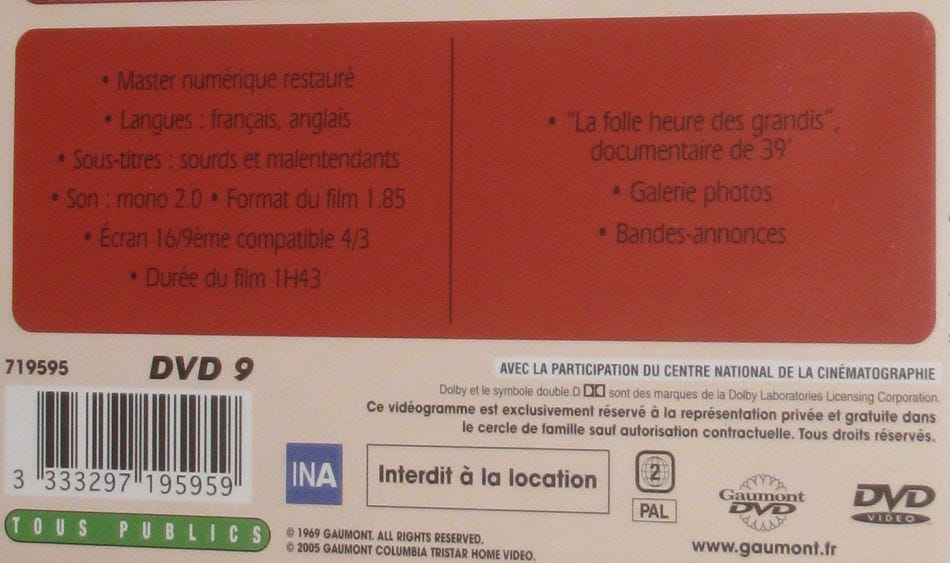 • Master numérique restauré
• Langues : français, anglais
• Sous-titres : sourds et malentendants
• Son : mono 2.0 • Format du film 1.85
• Écran 16/9ème compatible 4/3
• Durée du film 1H43
• "La folle heure des grandis",
documentaire de 39'
• Galerie photos
• Bandes-annonces
719595
DVD 9
3 333297 195959
TOUS PUBLICS
AVEC LA PARTICIPATION DU CENTRE NATIONAL DE LA CINÉMATOGRAPHIE
Dolby et le symbole double.D sont des marques de la Dolby Laboratories Licensing Corporation.
Ce vidéogramme est exclusivement réservé à la représentation privée et gratuite dans
le cercle de famille sauf autorisation contractuelle. Tous droits réservés.
INA
Interdit à la location
2
PAL
Gaumont
DVD
DVD
VIDEO
© 1969 GAUMONT. ALL RIGHTS RESERVED.
© 2005 GAUMONT COLUMBIA TRISTAR HOME VIDEO.
www.gaumont.fr